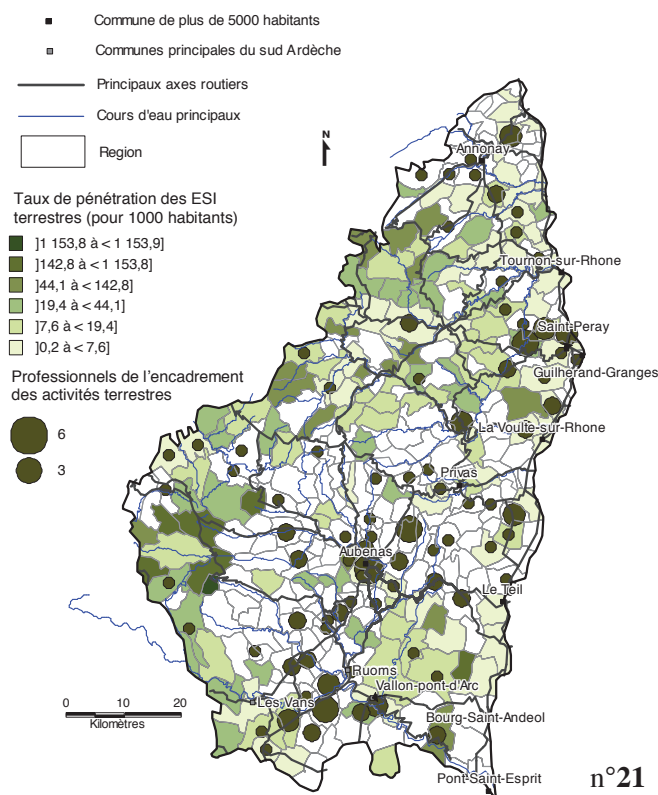 Commune de plus de 5000 habitants
Communes principales du sud Ardèche
Principaux axes routiers
Cours d'eau principaux
Region
N
Taux de pénétration des ESI
terrestres (pour 1000 habitants)
]1 153,8 à < 1 153,9]
]142,8 à < 1 153,8]
]44,1 à < 142,8]
]19,4 à < 44,1]
]7,6 à < 19,4]
]0,2 à < 7,6]
Professionnels de l'encadrement
des activités terrestres
6
3
Annonay
Tournon-sur-Rhone
Saint-Peray
Guilherand-Granges
La Voulte-sur-Rhone
Privas
Aubenas
Le Teil
Ruoms
Vallon-pont-d'Arc
Les Vans
Bourg-Saint-Andeol
Pont-Saint-Esprit
0 10 20
Kilomètres
n°21